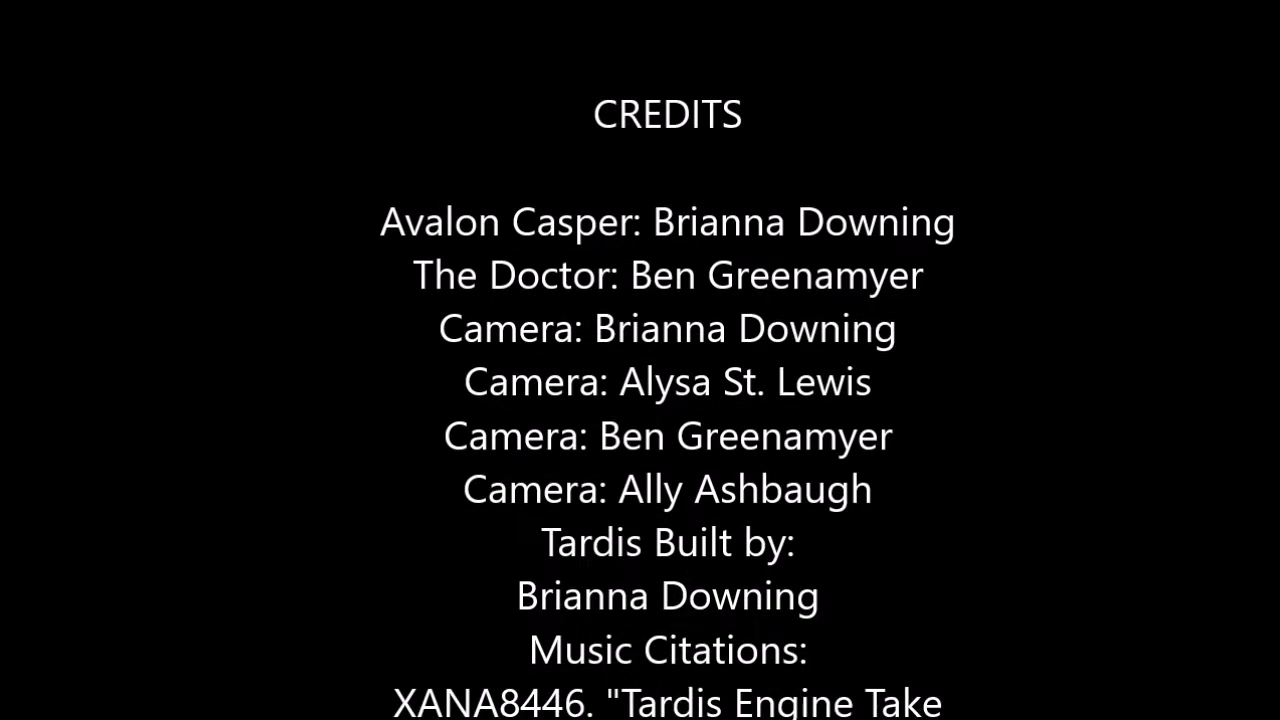 CREDITS
Avalon Casper: Brianna Downing
The Doctor: Ben Greenamyer
Camera: Brianna Downing
Camera: Alysa St. Lewis
Camera: Ben Greenamyer
Camera: Ally Ashbaugh
Tardis Built by:
Brianna Downing
Music Citations:
XANA8446. "Tardis Engine Take